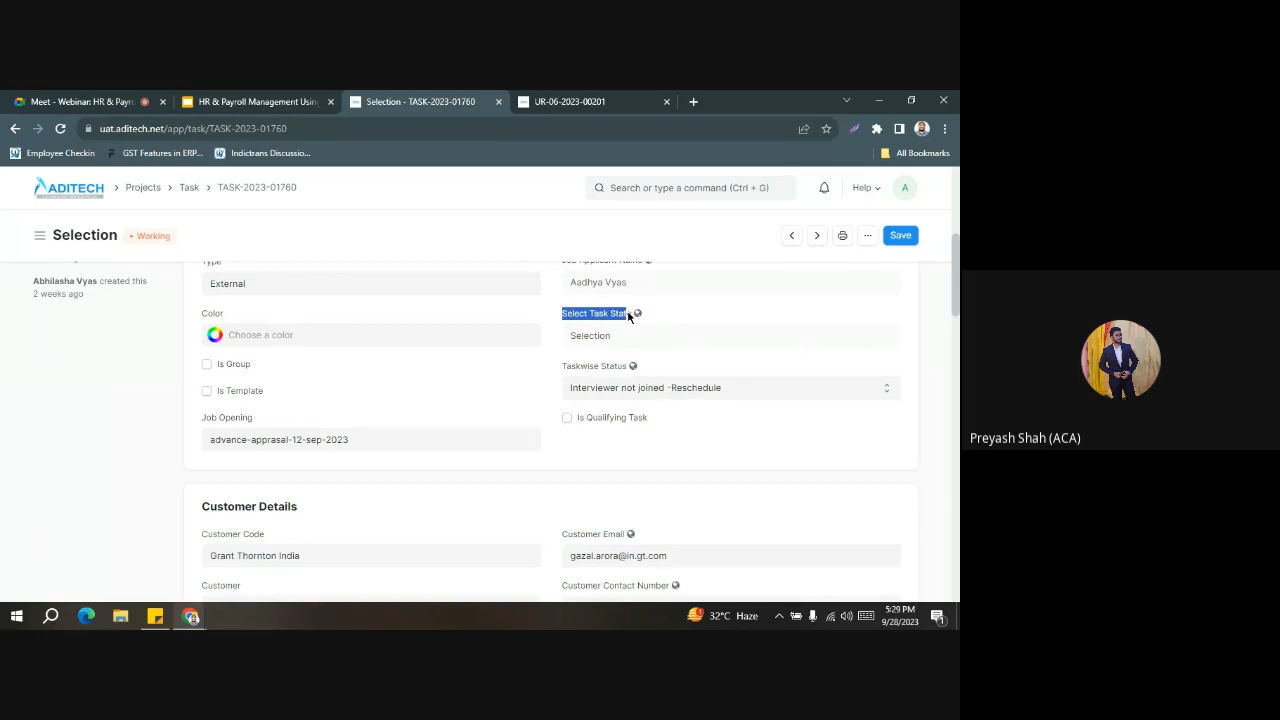 Meet - Webinar: HR & Payro
HR & Payroll Management Using
Selection - TASK-2023-01760
UR-06-2023-00201
uat.aditech.net/app/task/TASK-2023-01760
Employee Checkin
GST Features in ERP...
Indictrans Discussio...
All Bookmarks
ADITECH
Projects
Task
TASK-2023-01760
Search or type a command (Ctrl + G)
Help
A
Selection
Working
Save
Abhilasha Vyas created this
2 weeks ago
Type
Job Applicant Name
External
Aadhya Vyas
Color
Select Task Stat
Choose a color
Selection
Is Group
Taskwise Status
Interviewer not joined -Reschedule
Is Template
Job Opening
Is Qualifying Task
advance-apprasal-12-sep-2023
Customer Details
Customer Code
Customer Email
Grant Thornton India
gazal.arora@in.gt.com
Customer
Customer Contact Number
Preyash Shah (ACA)
32°C Haze
5:29 PM
9/28/2023
1